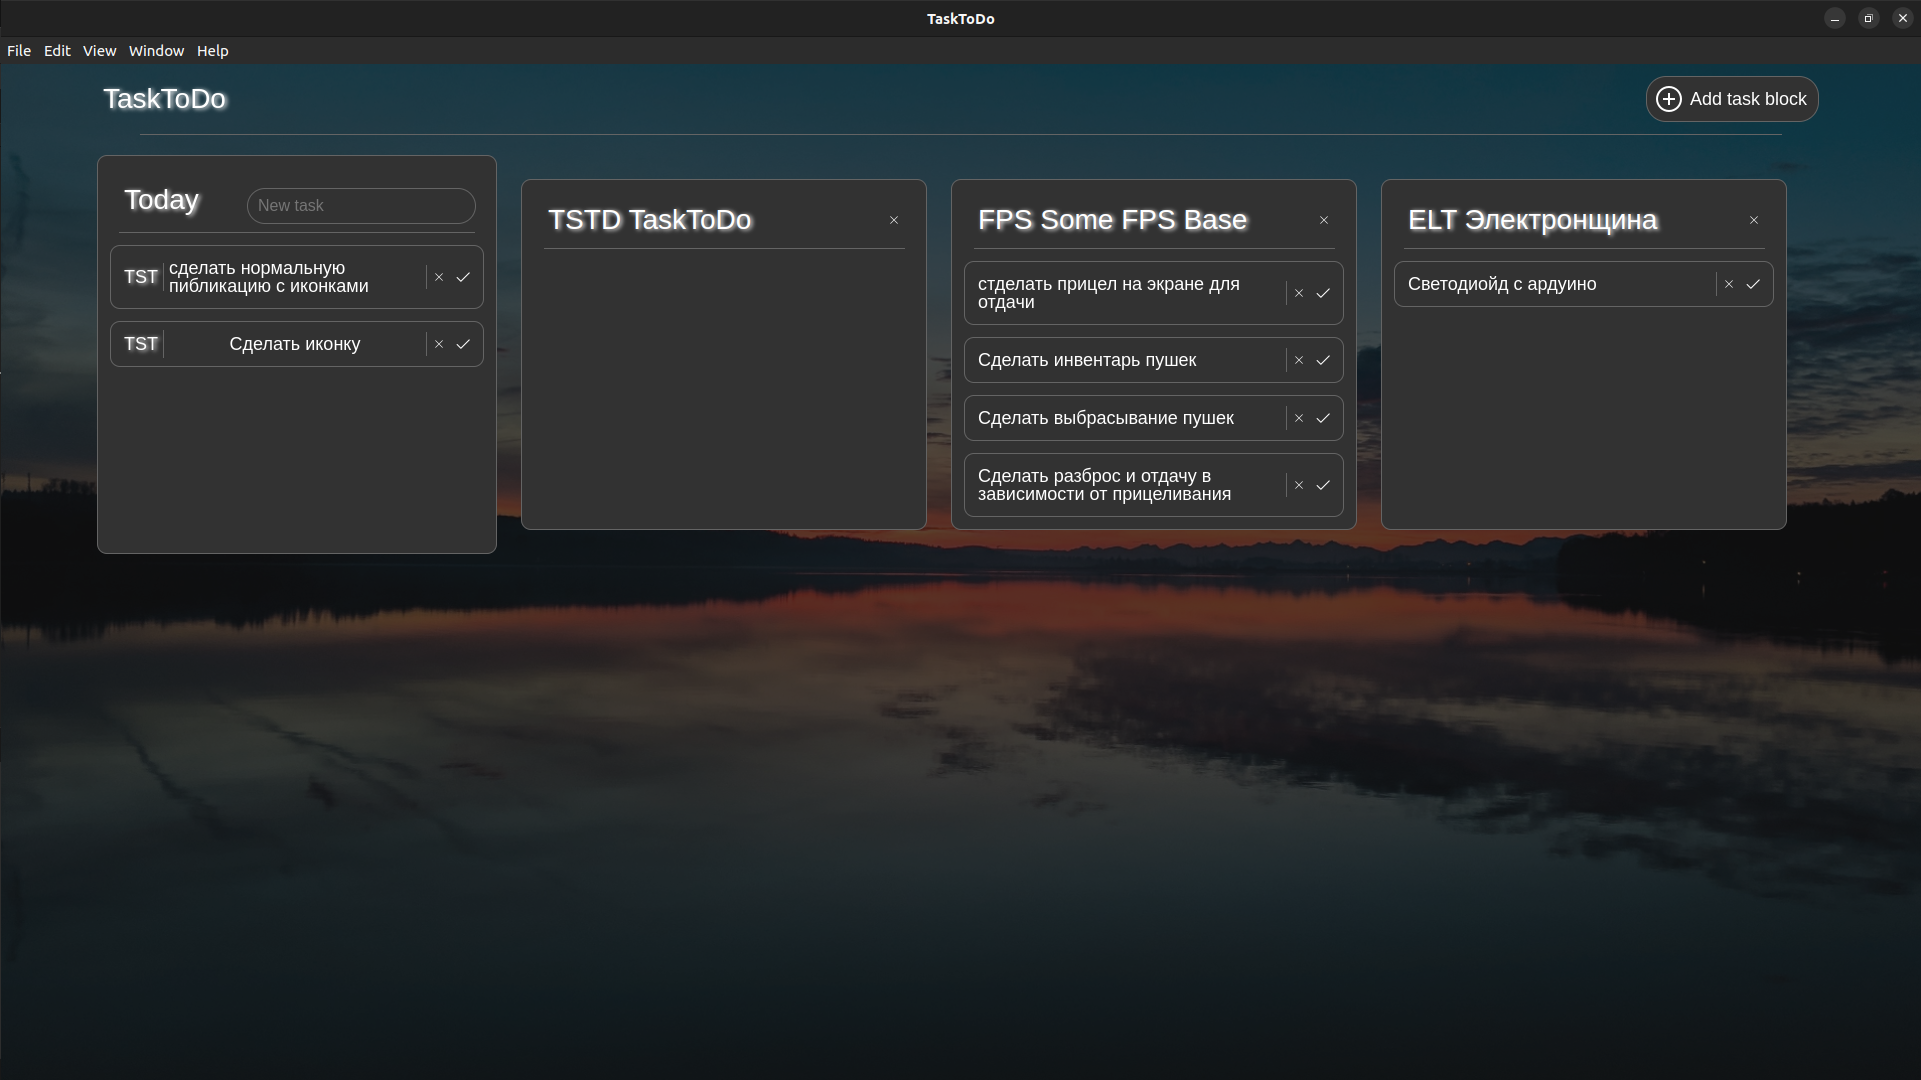 TaskToDo
File Edit View Window Help
TaskToDo
Add task block
Today
New task
TST
сделать нормальную
пибликацию с иконками
TST
Сделать иконку
TSTD TaskToDo
FPS Some FPS Base
стделать прицел на экране для
отдачи
Сделать инвентарь пушек
Сделать выбрасывание пушек
Сделать разброс и отдачу в
зависимости от прицеливания
ELT Электронщина
Светодиойд с ардуино